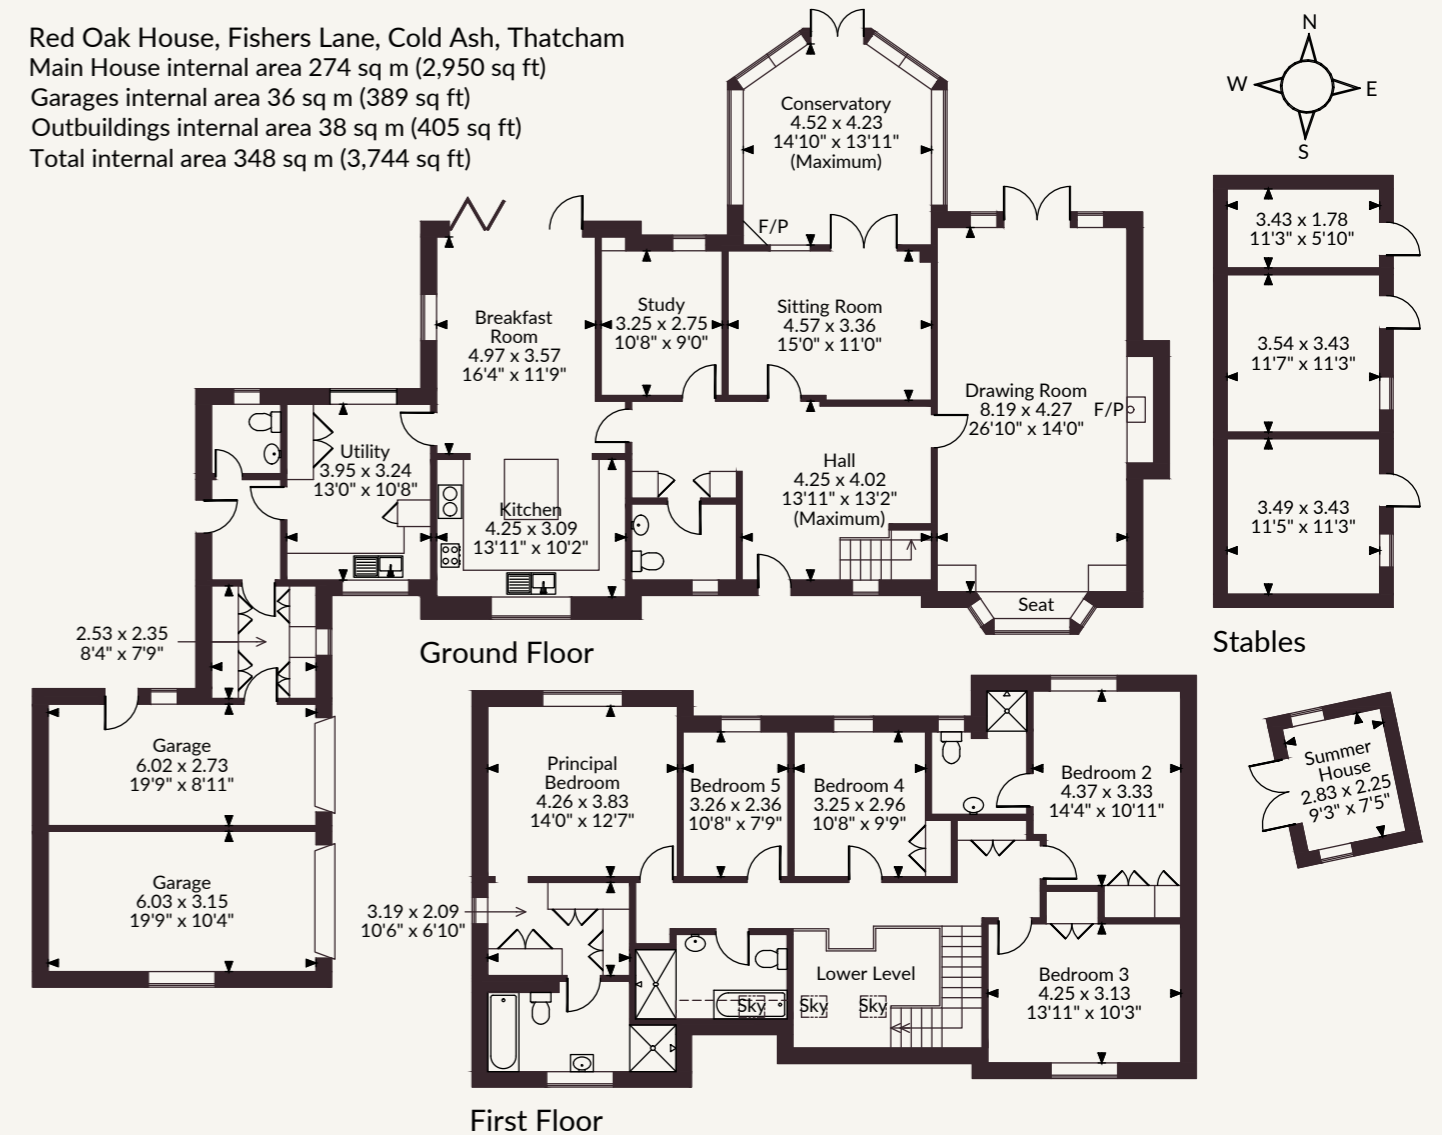 Red Oak House, Fishers Lane, Cold Ash, Thatcham
Main House internal area 274 sq m (2,950 sq ft)
Garages internal area 36 sq m (389 sq ft)
Outbuildings internal area 38 sq m (405 sq ft)
Total internal area 348 sq m (3,744 sq ft)
N
W
E
S
Conservatory
4.52 x 4.23
14'10" x 13'11"
(Maximum)
F/P
Breakfast
Room
4.97 x 3.57
16'4" x 11'9"
Study
3.25 x 2.75
10'8" x 9'0"
Sitting Room
4.57 x 3.36
15'0" x 11'0"
Drawing Room
8.19 x 4.27
26'10" x 14'0"
F/P
Utility
3.95 x 3.24
13'0" x 10'8"
Kitchen
4.25 x 3.09
13'11" x 10'2"
Hall
4.25 x 4.02
13'11" x 13'2"
(Maximum)
Seat
2.53 x 2.35
8'4" x 7'9"
Ground Floor
Garage
6.02 x 2.73
19'9" x 8'11"
Garage
6.03 x 3.15
19'9" x 10'4"
3.43 x 1.78
11'3" x 5'10"
3.54 x 3.43
11'7" x 11'3"
3.49 x 3.43
11'5" x 11'3"
Stables
Summer
House
2.83 x 2.25
9'3" x 7'5"
Principal
Bedroom
4.26 x 3.83
14'0" x 12'7"
Bedroom 5
3.26 x 2.36
10'8" x 7'9"
Bedroom 4
3.25 x 2.96
10'8" x 9'9"
Bedroom 2
4.37 x 3.33
14'4" x 10'11"
3.19 x 2.09
10'6" x 6'10"
Lower Level
Sky
Sky
Sky
Bedroom 3
4.25 x 3.13
13'11" x 10'3"
First Floor